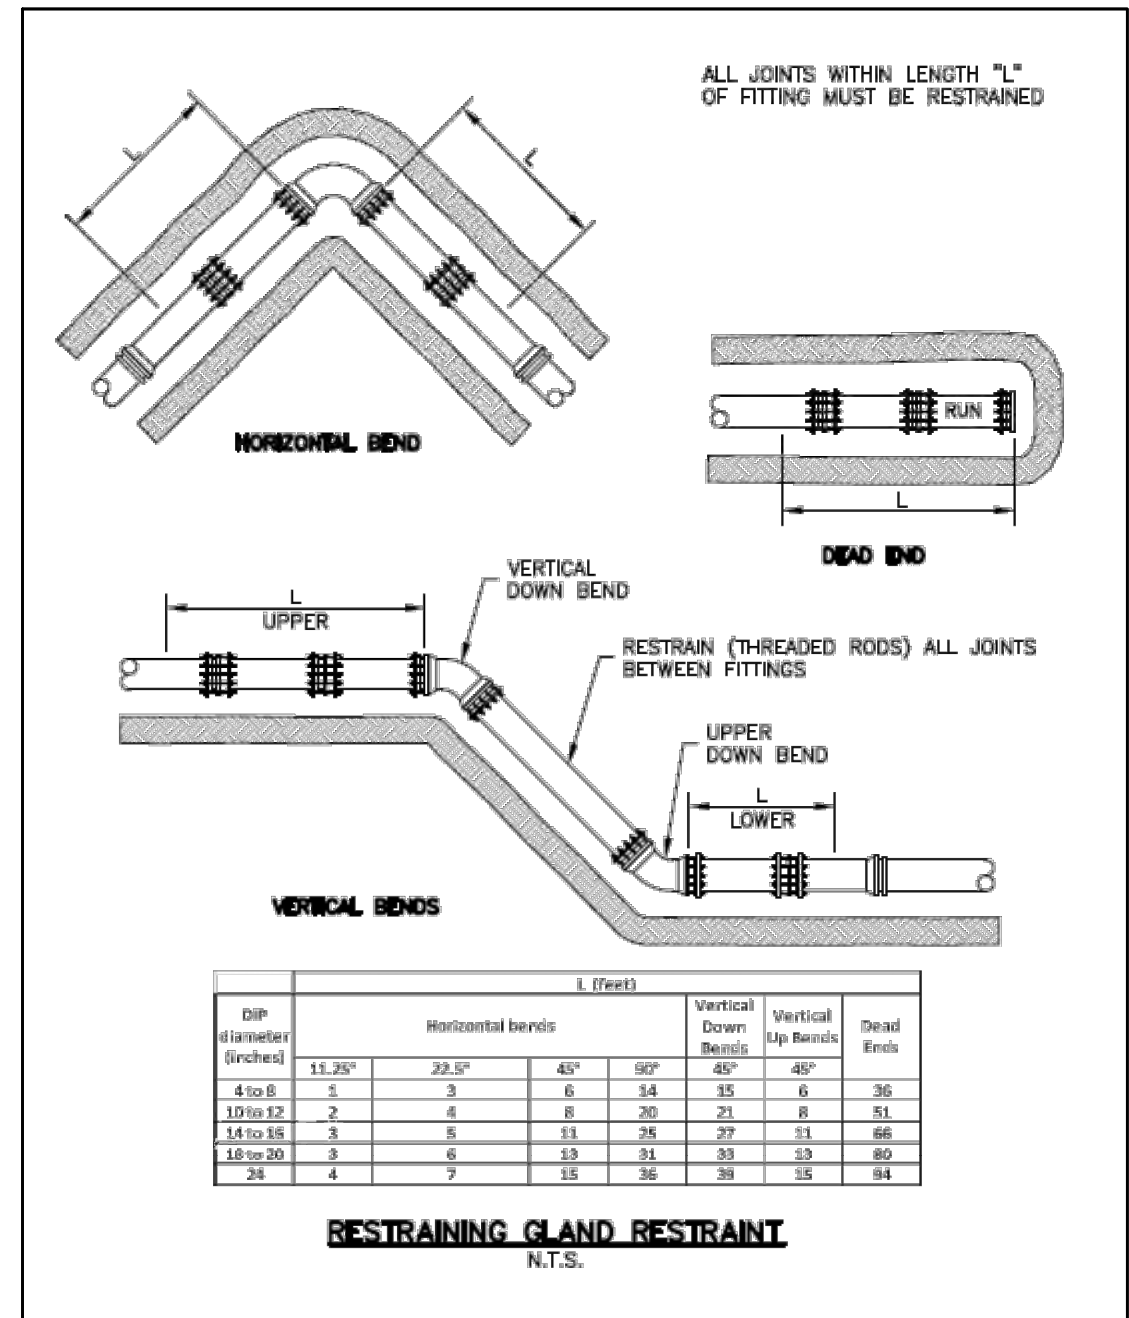 ALL JOINTS WITHIN LENGTH "L"
OF FITTING MUST BE RESTRAINED
L
L
HORIZONTAL BEND
RUN
L
DEAD END
VERTICAL
DOWN BEND
L
UPPER
RESTRAIN (THREADED RODS) ALL JOINTS
BETWEEN FITTINGS
UPPER
DOWN BEND
L
LOWER
VERTICAL BENDS
L (feet)
DIP diameter (inches) Horizontal bends Vertical Down Bends Vertical Up Bends Dead Ends
11.25° 22.5° 45° 90° 45° 45°
4 to 8 1 3 6 14 15 6 36
10 to 12 2 4 8 20 21 8 51
14 to 16 3 5 11 25 27 11 66
18 to 20 3 6 13 31 33 13 80
24 4 7 15 36 39 15 94
RESTRAINING GLAND RESTRAINT
N.T.S.